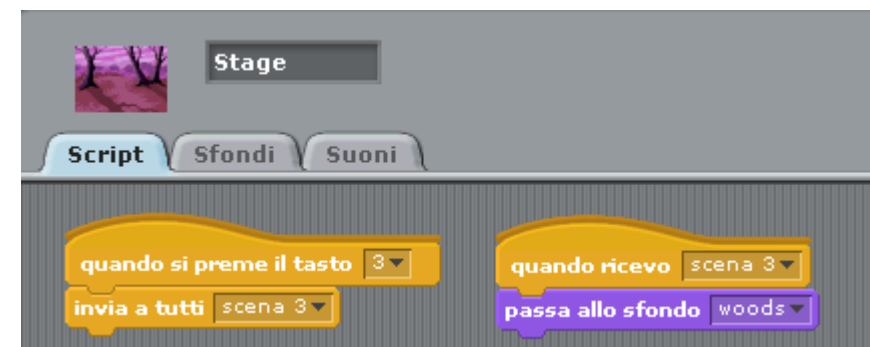 Stage
Script Sfondi Suoni
quando si preme il tasto 3
invia a tutti scena 3
quando ricevo scena 3
passa allo sfondo woods